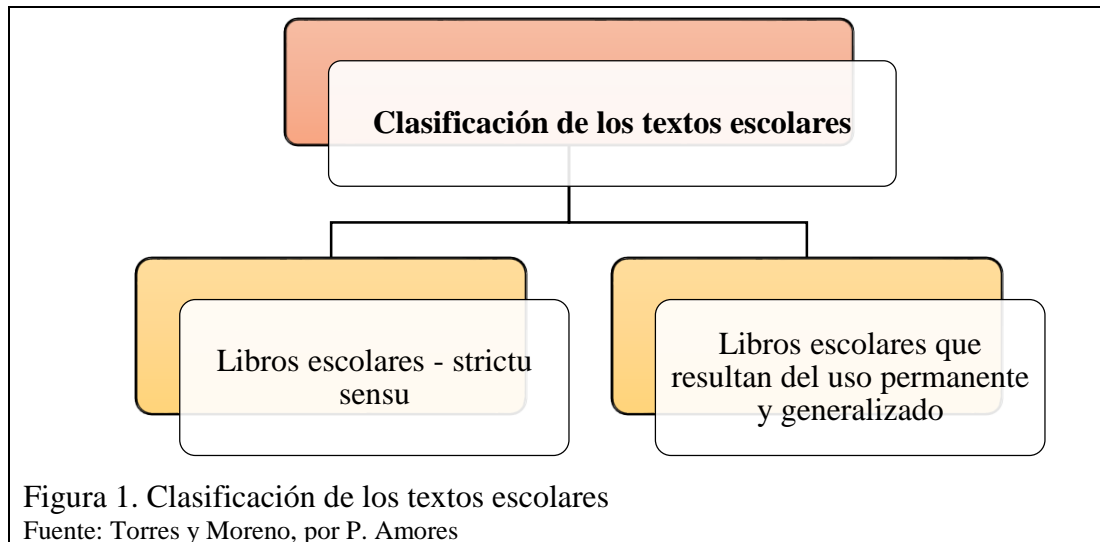 Clasificación de los textos escolares
Libros escolares - strictu
sensu
Libros escolares que
resultan del uso permanente
y generalizado
Figura 1. Clasificación de los textos escolares
Fuente: Torres y Moreno, por P. Amores